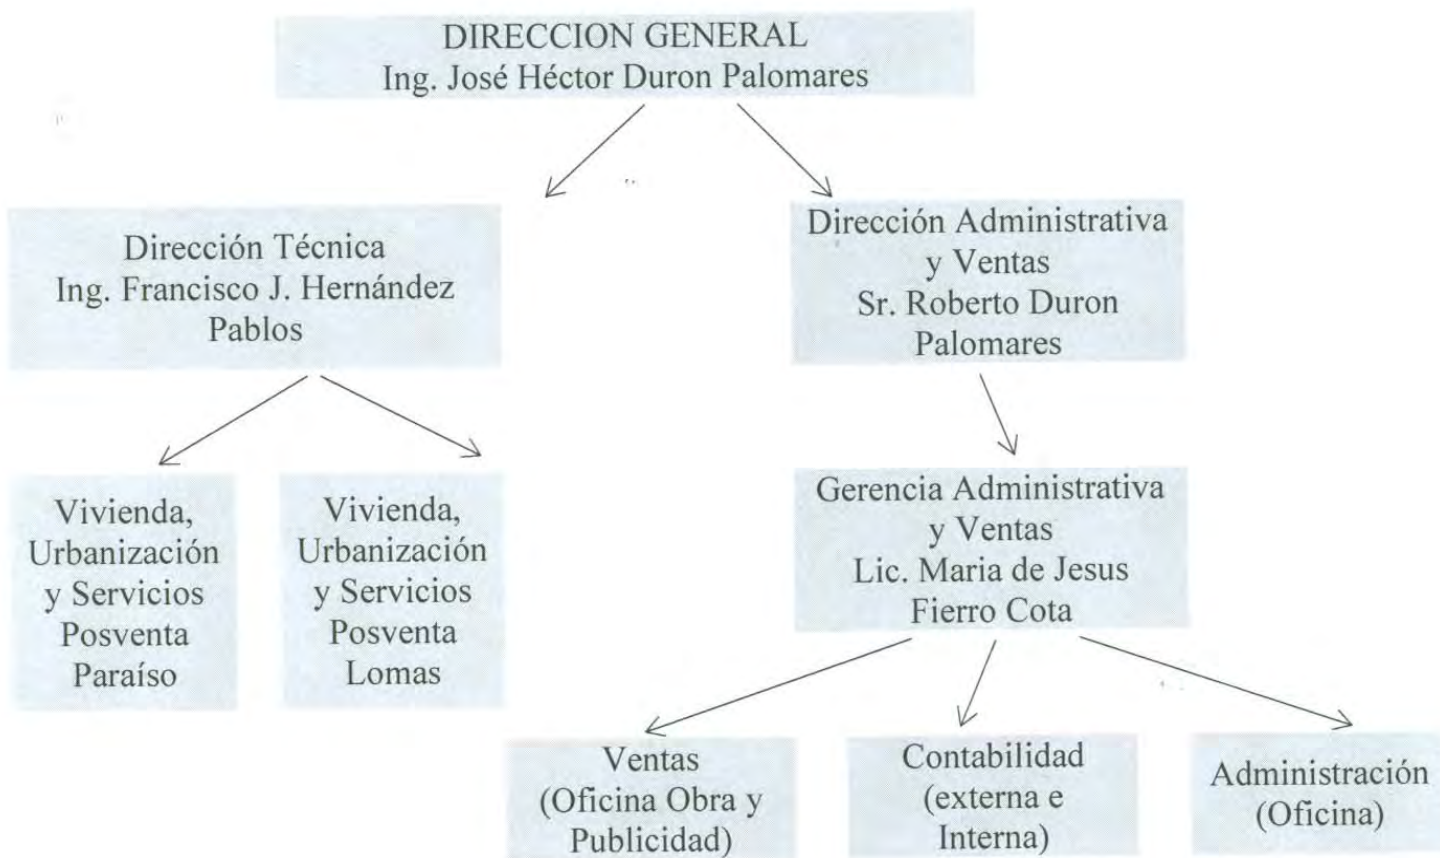 DIRECCION GENERAL
Ing. José Héctor Duron Palomares
Dirección Técnica
Ing. Francisco J. Hernández
Pablos
Dirección Administrativa
y Ventas
Sr. Roberto Duron
Palomares
Vivienda,
Urbanización
y Servicios
Posventa
Paraíso
Vivienda,
Urbanización
y Servicios
Posventa
Lomas
Gerencia Administrativa
y Ventas
Lic. Maria de Jesus
Fierro Cota
Ventas
(Oficina Obra y
Publicidad)
Contabilidad
(externa e
Interna)
Administración
(Oficina)